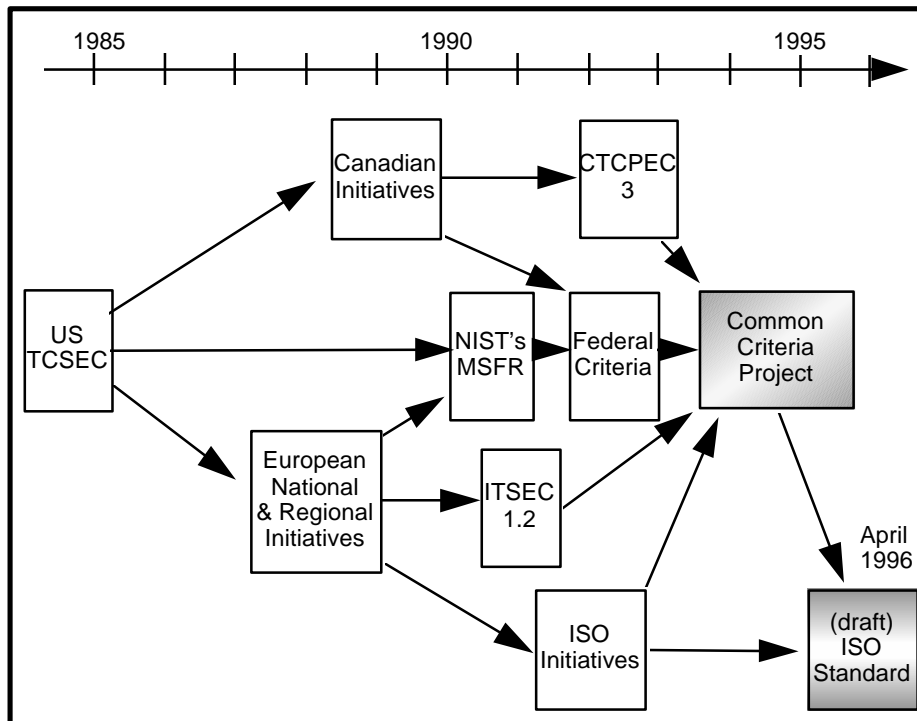 1985
1990
1995
Canadian
Initiatives
CTCPEC
3
US
TCSEC
NIST's
MSFR
Federal
Criteria
Common
Criteria
Project
European
National
& Regional
Initiatives
ITSEC
1.2
April
1996
ISO
Initiatives
(draft)
ISO
Standard